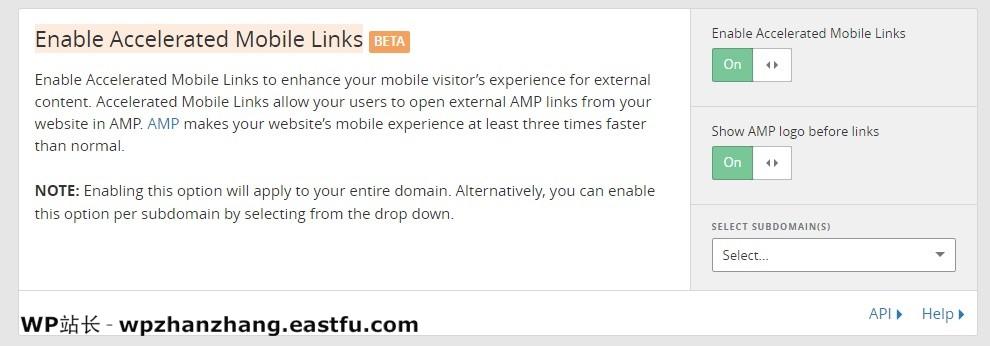 Enable Accelerated Mobile Links BETA
Enable Accelerated Mobile Links to enhance your mobile visitor’s experience for external
content. Accelerated Mobile Links allow your users to open external AMP links from your
website in AMP. AMP makes your website’s mobile experience at least three times faster
than normal.
NOTE: Enabling this option will apply to your entire domain. Alternatively, you can enable
this option per subdomain by selecting from the drop down.
Enable Accelerated Mobile Links
On
Show AMP logo before links
On
SELECT SUBDOMAIN(S)
Select...
API Help
WP站长 - wpzhanzhang.eastfu.com